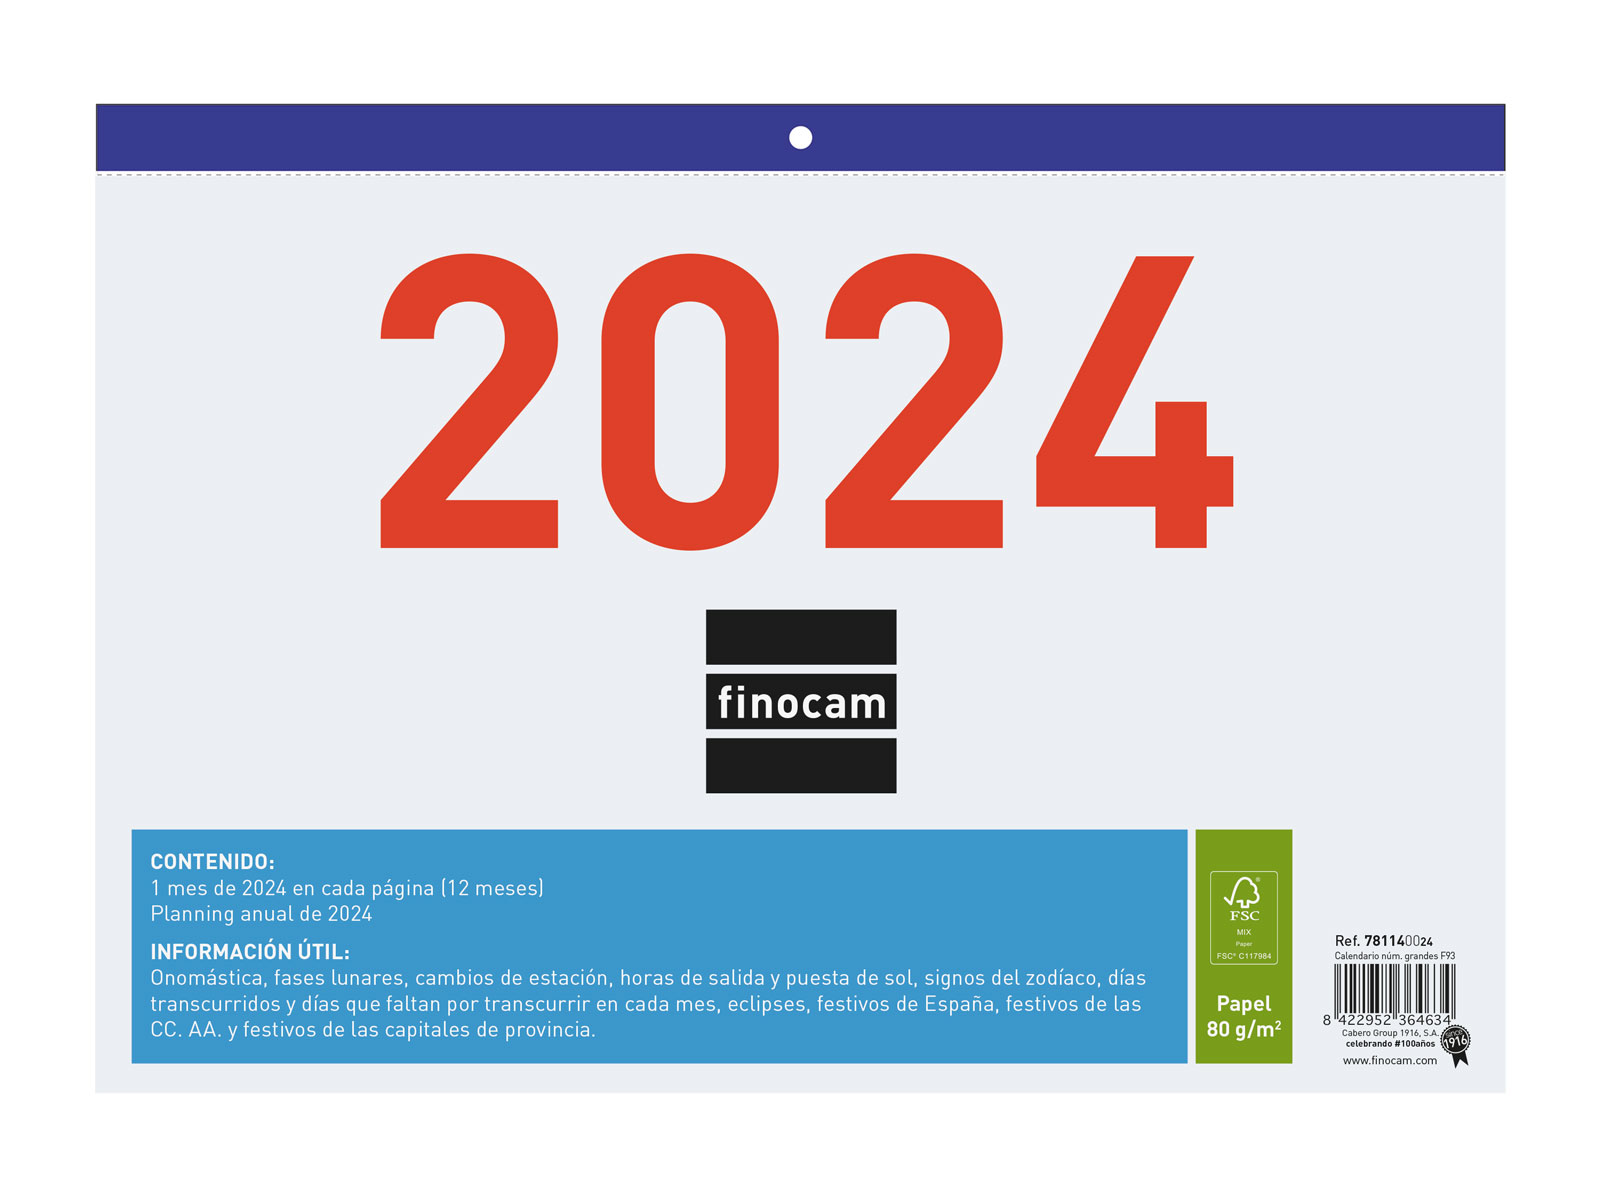 2024
finocam
CONTENIDO:
1 mes de 2024 en cada página (12 meses)
Planning anual de 2024
INFORMACIÓN ÚTIL:
Onomástica, fases lunares, cambios de estación, horas de salida y puesta de sol, signos del zodíaco, días
transcurridos y días que faltan por transcurrir en cada mes, eclipses, festivos de España, festivos de las
CC. AA. y festivos de las capitales de provincia.
FSC®
MIX
Paper
FSC® C117984
Papel
80 g/m²
Ref. 781140024
Calendario núm. grandes F93
8 422952 364634
Cabero Group 1916, S.A.
celebrando #100años
since
1916
www.finocam.com